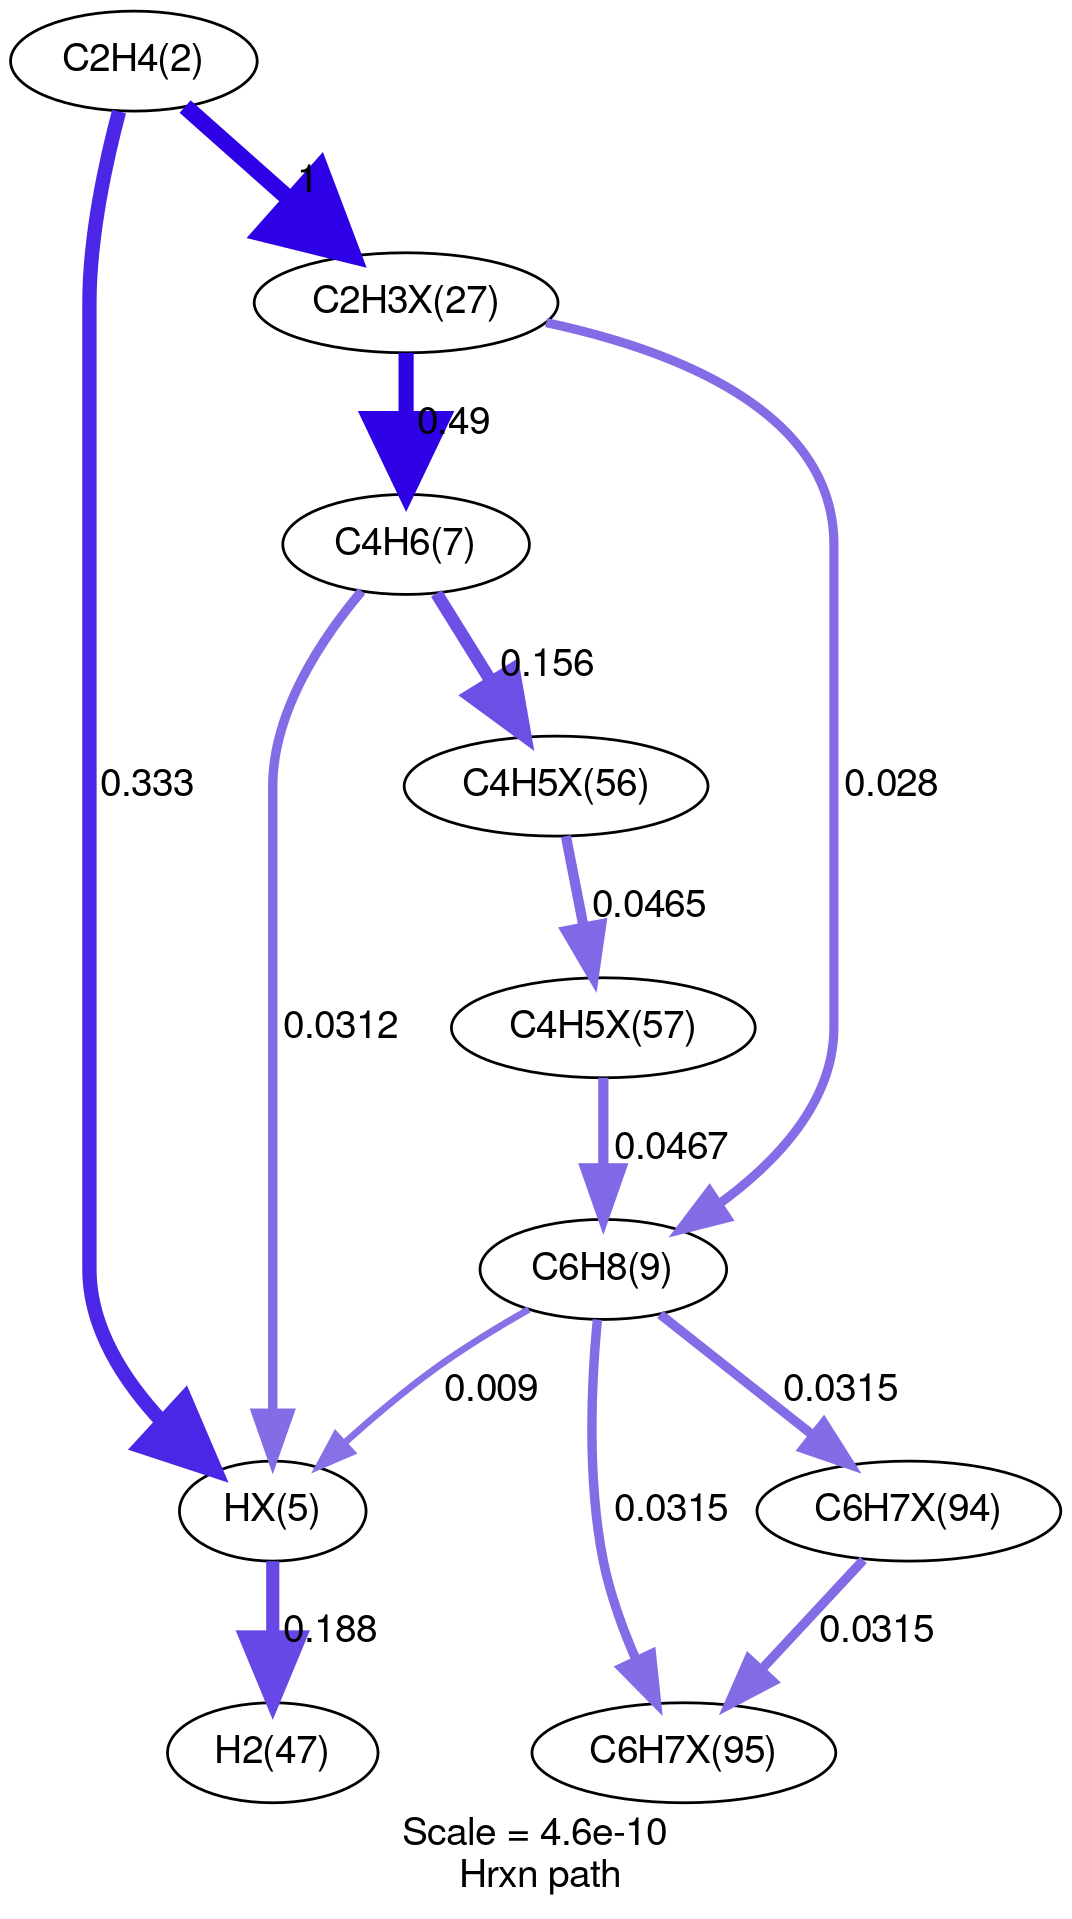 C2H4(2)
1
C2H3X(27)
0.49
C4H6(7)
0.156
C4H5X(56)
0.333
0.028
0.0465
C4H5X(57)
0.0312
0.0467
C6H8(9)
0.009
0.0315
HX(5)
0.0315
C6H7X(94)
0.188
0.0315
H2(47)
C6H7X(95)
Scale = 4.6e-10
Hrxn path